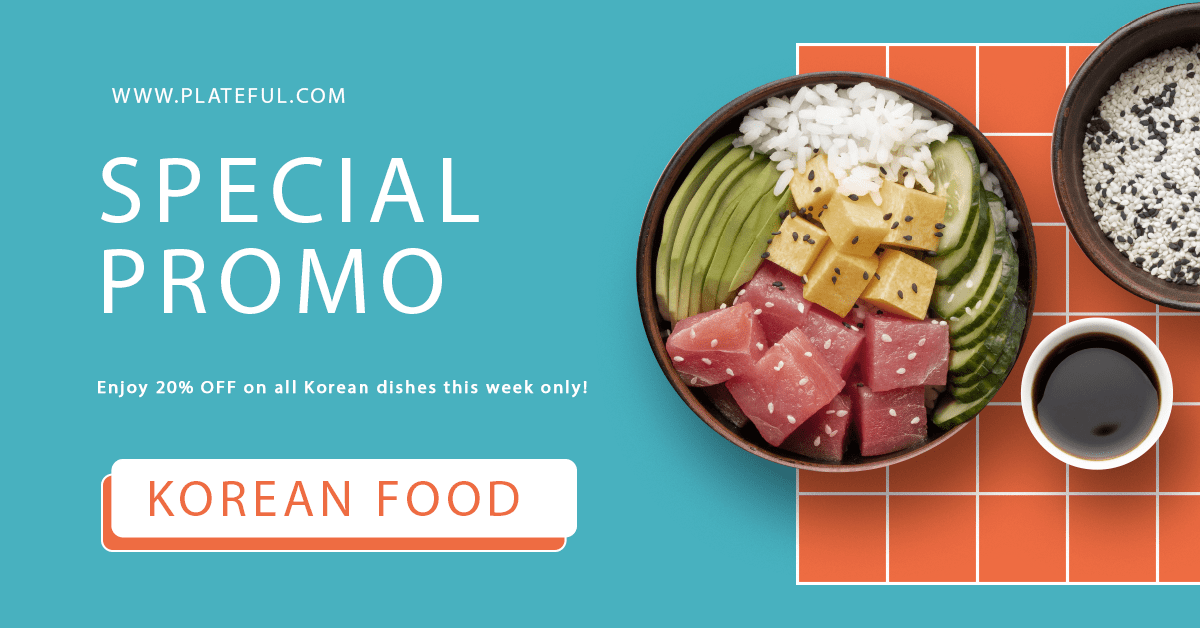 WWW.PLATEFUL.COM
SPECIAL
PROMO
Enjoy 20% OFF on all Korean dishes this week only!
KOREAN FOOD